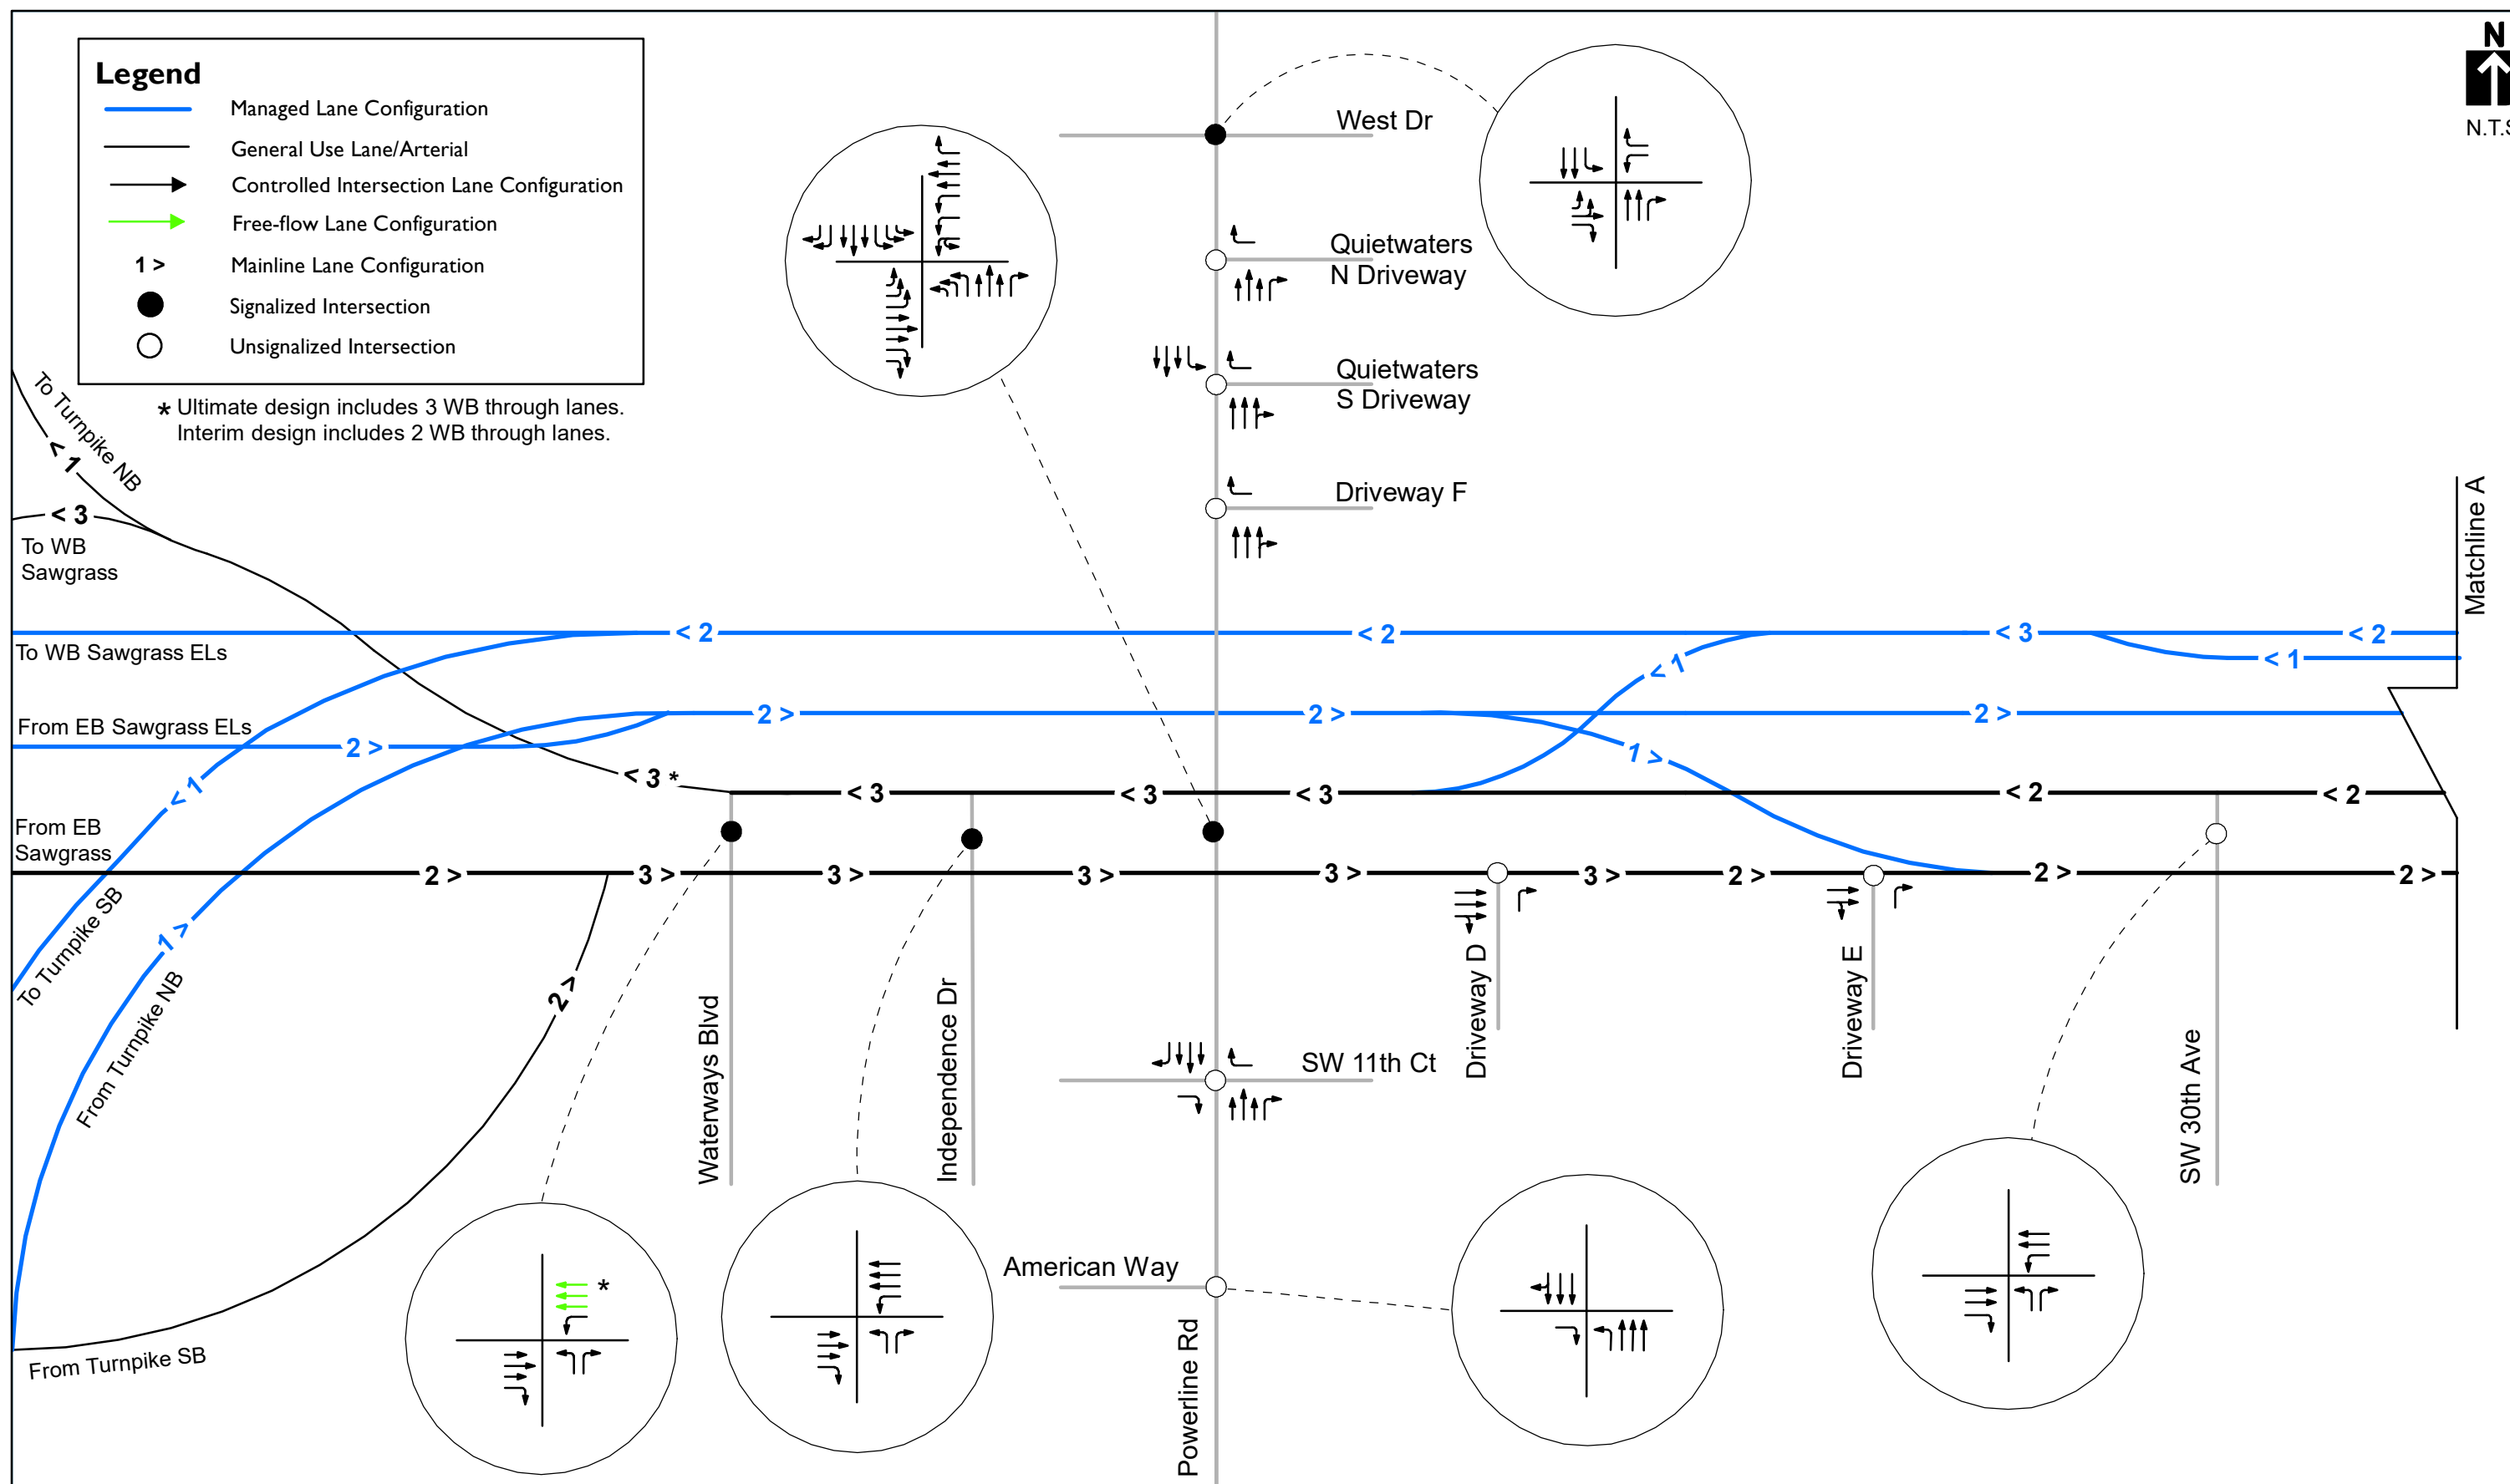 Legend
Managed Lane Configuration
General Use Lane/Arterial
Controlled Intersection Lane Configuration
Free-flow Lane Configuration
1 > Mainline Lane Configuration
Signalized Intersection
Unsignalized Intersection
* Ultimate design includes 3 WB through lanes.
Interim design includes 2 WB through lanes.
N
N.T.S
West Dr
Quietwaters
N Driveway
Quietwaters
S Driveway
Driveway F
Matchline A
To Turnpike NB
< 1
< 3
To WB
Sawgrass
< 2
< 2
< 3
< 2
To WB Sawgrass ELs
< 1
< 1
From EB Sawgrass ELs
2 >
2 >
2 >
2 >
1 >
< 1
< 3 *
< 3
< 3
< 3
< 2
< 2
From EB
Sawgrass
2 >
3 >
3 >
3 >
3 >
3 >
2 >
2 >
2 >
To Turnpike SB
1 >
From Turnpike NB
2 >
Waterways Blvd
Independence Dr
Driveway D
Driveway E
SW 30th Ave
SW 11th Ct
American Way
Powerline Rd
*
From Turnpike SB